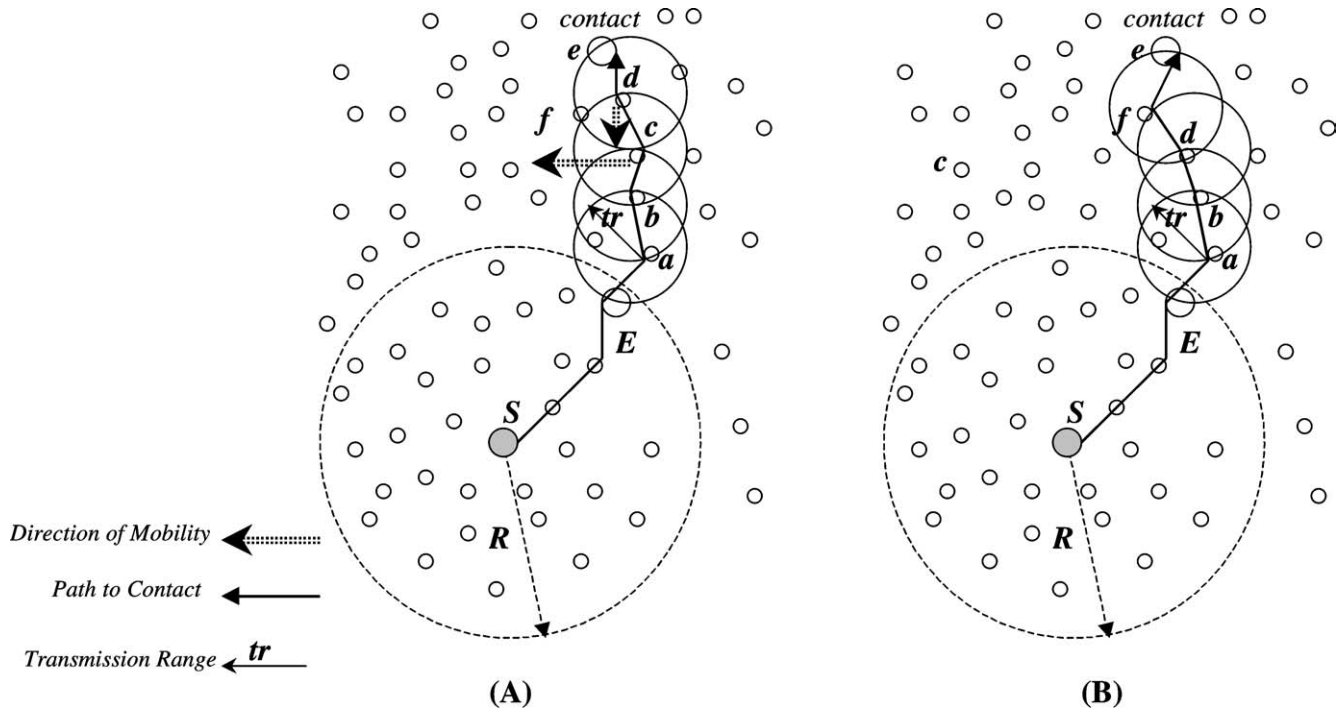 contact
e
d
f
c
tr
b
a
E
S
R
(A)
contact
e
f
d
c
tr
b
a
E
S
R
(B)
Direction of Mobility
Path to Contact
Transmission Range tr